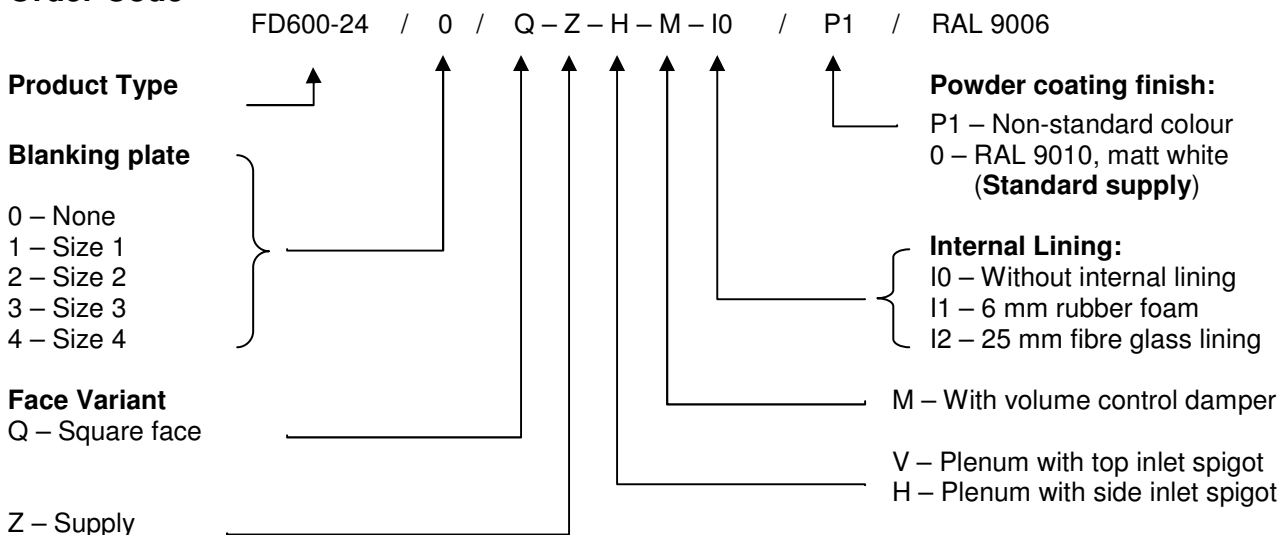 Order Code
FD600-24 / 0 / Q – Z – H – M – I0 / P1 / RAL 9006
Product Type
Blanking plate
0 – None
1 – Size 1
2 – Size 2
3 – Size 3
4 – Size 4
Face Variant
Q – Square face
Z – Supply
Powder coating finish:
P1 – Non-standard colour
0 – RAL 9010, matt white
(Standard supply)
Internal Lining:
I0 – Without internal lining
I1 – 6 mm rubber foam
I2 – 25 mm fibre glass lining
M – With volume control damper
V – Plenum with top inlet spigot
H – Plenum with side inlet spigot